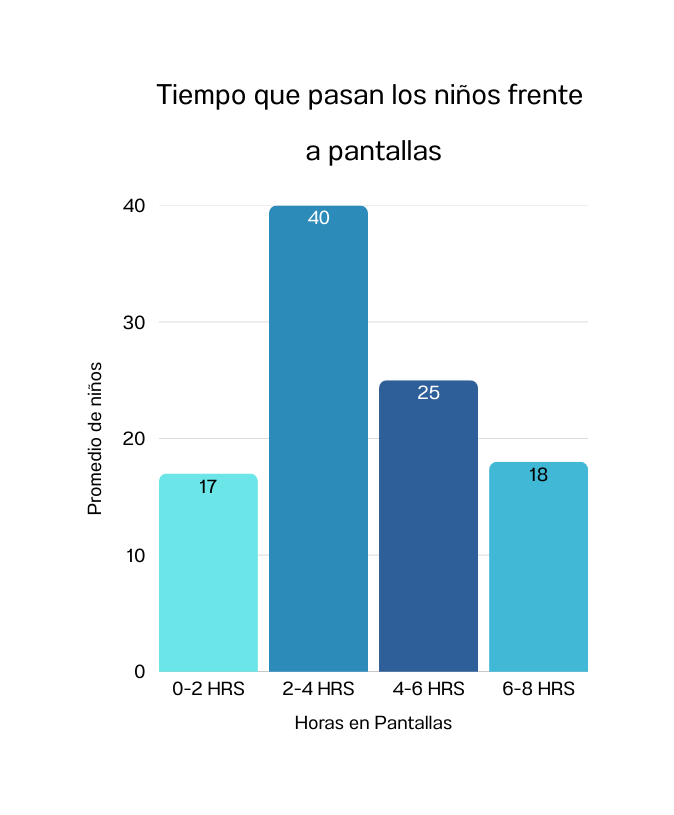 Tiempo que pasan los niños frente
a pantallas
40
30
20
10
0
Promedio de niños
17
40
25
18
0-2 HRS
2-4 HRS
4-6 HRS
6-8 HRS
Horas en Pantallas